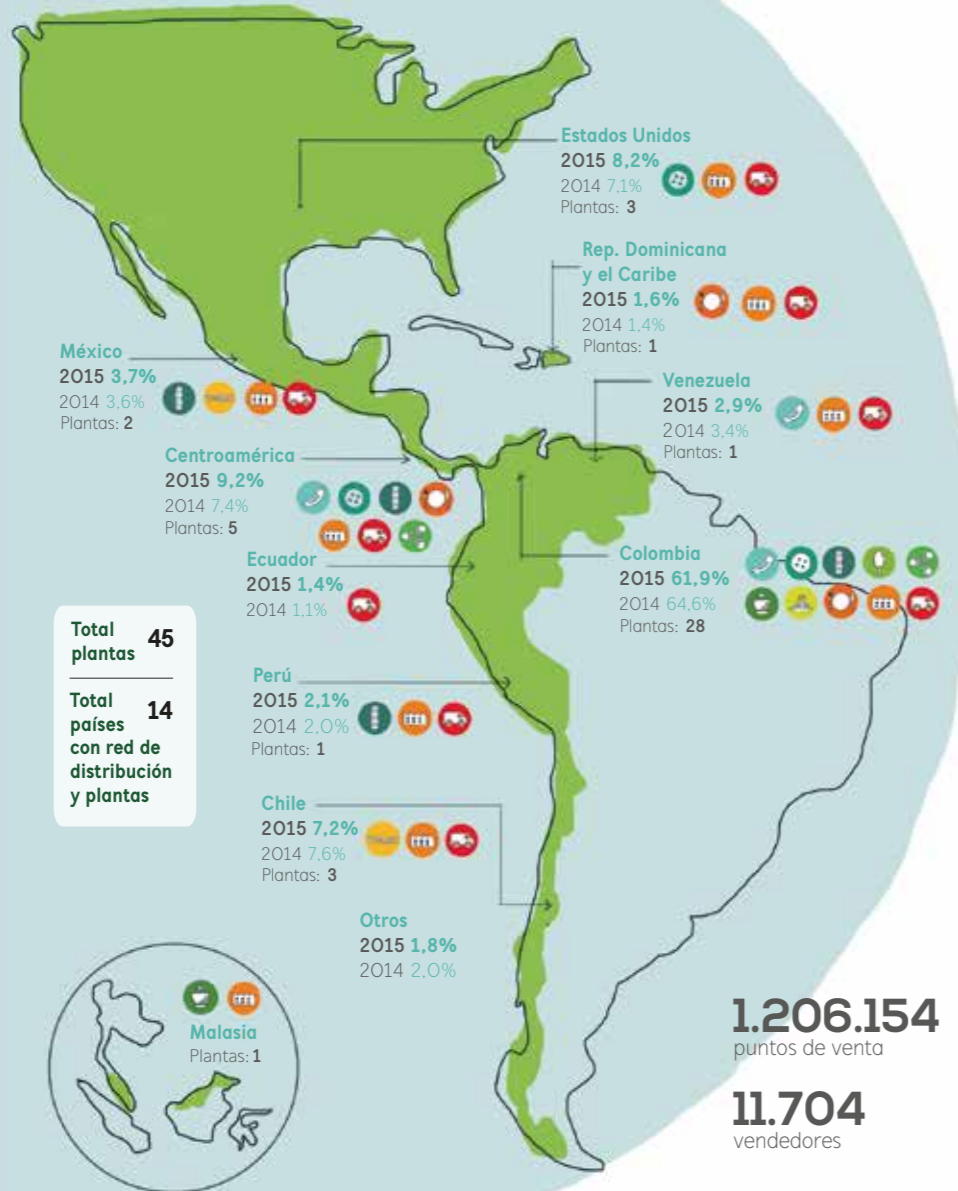 Estados Unidos
2015 8,2%
2014 7,1%
Plantas: 3
Rep. Dominicana
y el Caribe
2015 1,6%
2014 1,4%
Plantas: 1
México
2015 3,7%
2014 3,6%
Plantas: 2
Venezuela
2015 2,9%
2014 3,4%
Plantas: 1
Centroamérica
2015 9,2%
2014 7,4%
Plantas: 5
Ecuador
2015 1,4%
2014 1,1%
Colombia
2015 61,9%
2014 64,6%
Plantas: 28
Total
plantas 45
Total
países 14
con red de
distribución
y plantas
Perú
2015 2,1%
2014 2,0%
Plantas: 1
Chile
2015 7,2%
2014 7,6%
Plantas: 3
Otros
2015 1,8%
2014 2,0%
Malasia
Plantas: 1
1.206.154
puntos de venta
11.704
vendedores